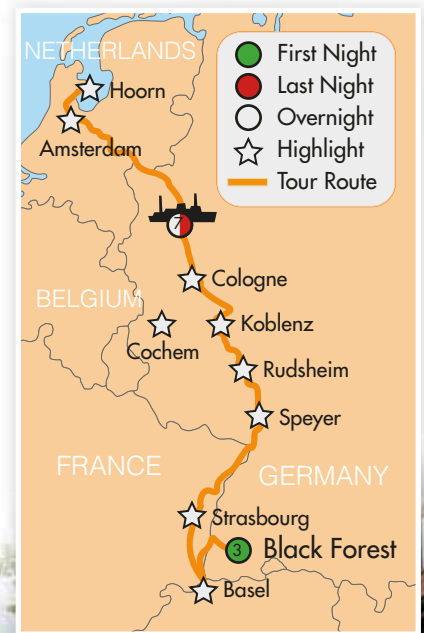 NETHERLANDS
Hoorn
Amsterdam
First Night
Last Night
Overnight
Highlight
Tour Route
7
Cologne
BELGIUM
Koblenz
Cochem
Rudsheim
Speyer
FRANCE
GERMANY
Strasbourg
3
Black Forest
Basel